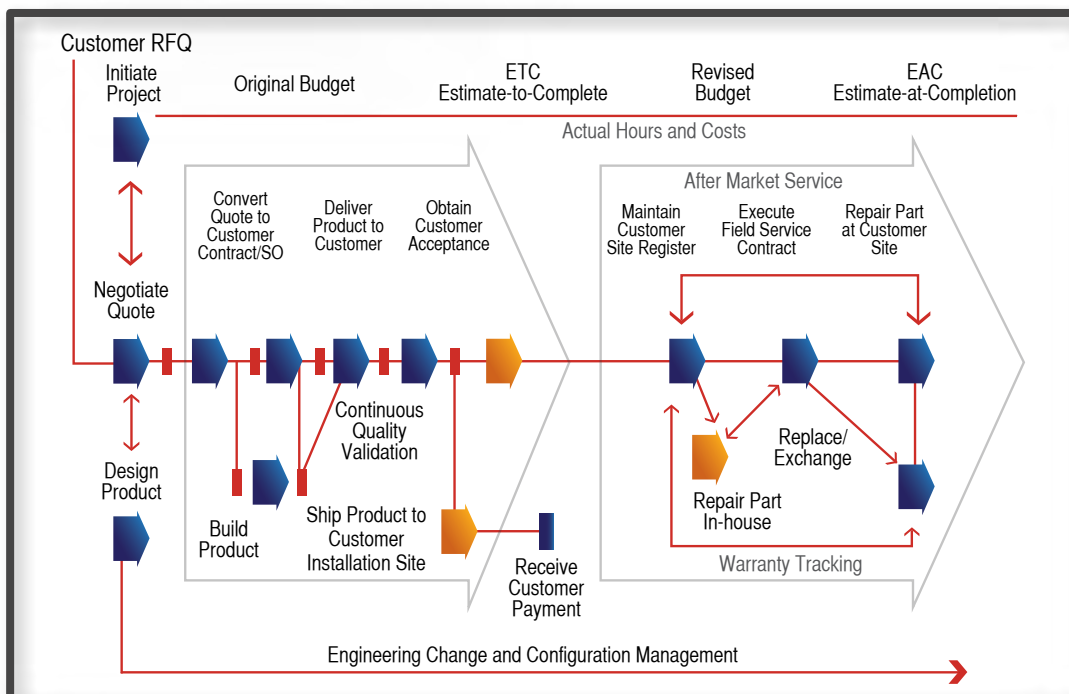 Customer RFQ
Initiate
Project
Original Budget
ETC
Estimate-to-Complete
Revised
Budget
EAC
Estimate-at-Completion
Actual Hours and Costs
Convert
Quote to
Customer
Contract/SO
Deliver
Product to
Customer
Obtain
Customer
Acceptance
After Market Service
Maintain
Customer
Site Register
Execute
Field Service
Contract
Repair Part
at Customer
Site
Negotiate
Quote
Continuous
Quality
Validation
Replace/
Exchange
Design
Product
Build
Product
Ship Product to
Customer
Installation Site
Repair Part
In-house
Receive
Customer
Payment
Warranty Tracking
Engineering Change and Configuration Management